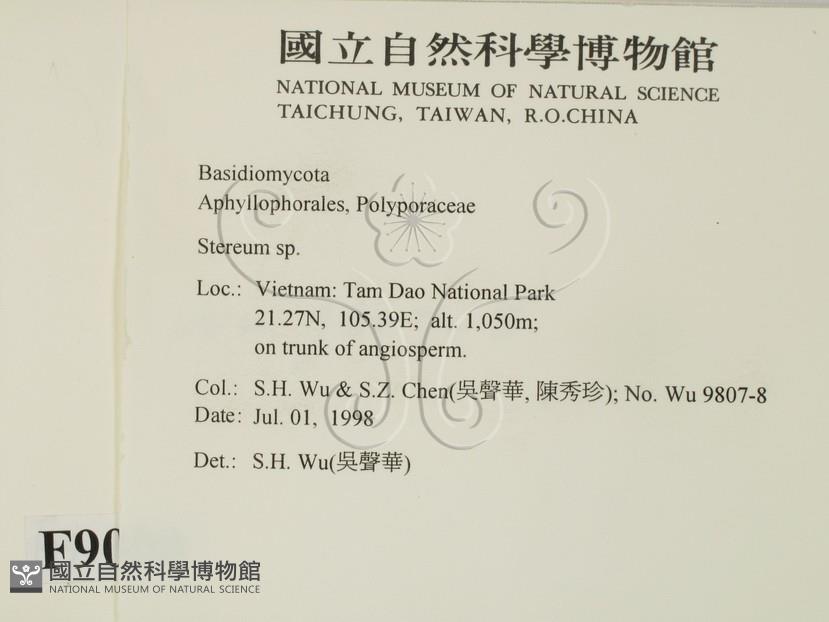 國立自然科學博物館
NATIONAL MUSEUM OF NATURAL SCIENCE
TAICHUNG, TAIWAN, R.O.CHINA
Basidiomycota
Aphyllophorales, Polyporaceae
Stereum sp.
Loc.: Vietnam: Tam Dao National Park
21.27N, 105.39E; alt. 1,050m;
on trunk of angiosperm.
Col.: S.H. Wu & S.Z. Chen(吳聲華, 陳秀珍); No. Wu 9807-8
Date: Jul. 01, 1998
Det.: S.H. Wu(吳聲華)
F90
國立自然科學博物館
NATIONAL MUSEUM OF NATURAL SCIENCE